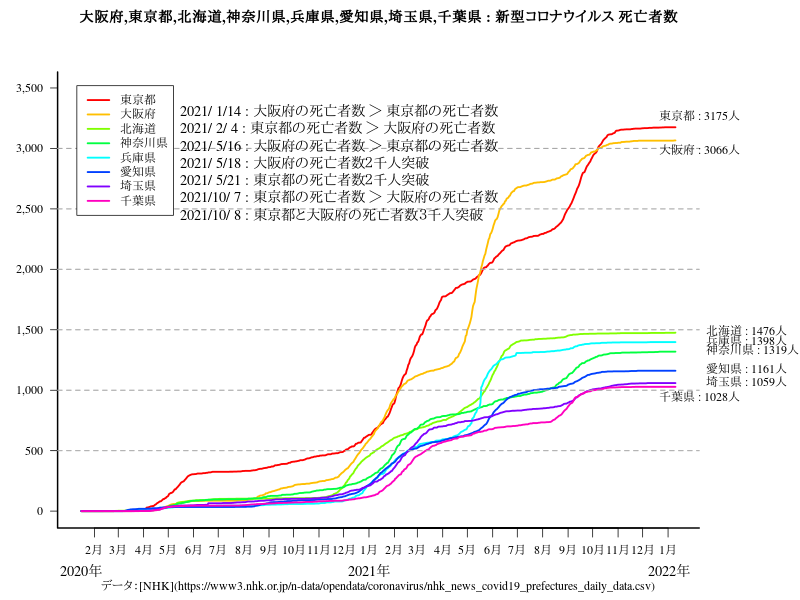 大阪府,東京都,北海道,神奈川県,兵庫県,愛知県,埼玉県,千葉県 : 新型コロナウイルス 死亡者数
3,500
3,000
2,500
2,000
1,500
1,000
500
0
東京都
大阪府
北海道
神奈川県
兵庫県
愛知県
埼玉県
千葉県
2021/ 1/14 : 大阪府の死亡者数 ＞ 東京都の死亡者数
2021/ 2/ 4 : 東京都の死亡者数 ＞ 大阪府の死亡者数
2021/ 5/16 : 大阪府の死亡者数 ＞ 東京都の死亡者数
2021/ 5/18 : 大阪府の死亡者数2千人突破
2021/ 5/21 : 東京都の死亡者数2千人突破
2021/10/ 7 : 東京都の死亡者数 ＞ 大阪府の死亡者数
2021/10/ 8 : 東京都と大阪府の死亡者数3千人突破
東京都 : 3175人
大阪府 : 3066人
北海道 : 1476人
兵庫県 : 1398人
神奈川県 : 1319人
愛知県 : 1161人
埼玉県 : 1059人
千葉県 : 1028人
2月 3月 4月 5月 6月 7月 8月 9月 10月 11月 12月 1月 2月 3月 4月 5月 6月 7月 8月 9月 10月 11月 12月 1月
2020年 2021年 2022年
データ：[NHK](https://www3.nhk.or.jp/n-data/opendata/coronavirus/nhk_news_covid19_prefectures_daily_data.csv)